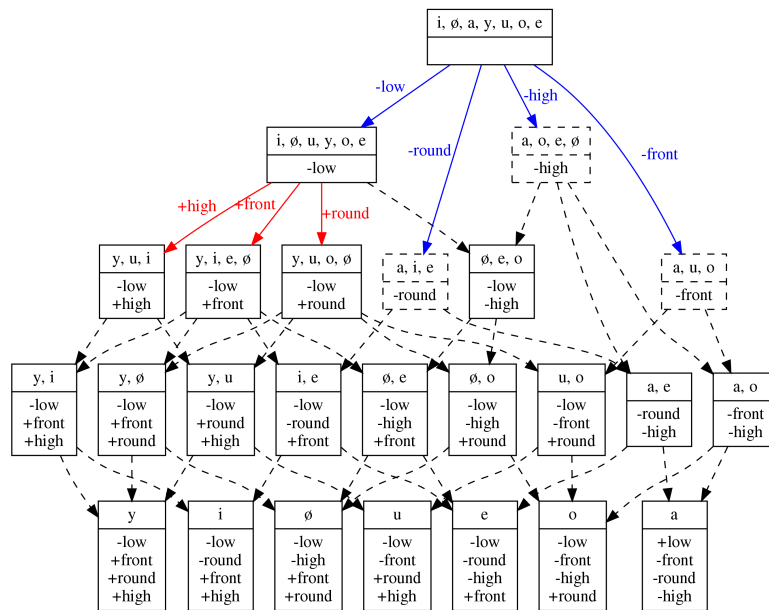 i, ø, a, y, u, o, e
-low
-high
-round
-front
i, ø, u, y, o, e
-low
a, o, e, ø
-high
+high
+front
+round
y, u, i
-low
+high
y, i, e, ø
-low
+front
y, u, o, ø
-low
+round
a, i, e
-round
ø, e, o
-low
-high
a, u, o
-front
y, i
-low
+front
+high
y, ø
-low
+front
+round
y, u
-low
+round
+high
i, e
-low
-round
+front
ø, e
-low
-high
+front
ø, o
-low
-high
+round
u, o
-low
-front
+round
a, e
-round
-high
a, o
-front
-high
y
-low
+front
+round
+high
i
-low
-round
+front
+high
ø
-low
-high
+front
+round
u
-low
-front
+round
+high
e
-low
-round
-high
+front
o
-low
-front
-high
+round
a
+low
-front
-round
-high